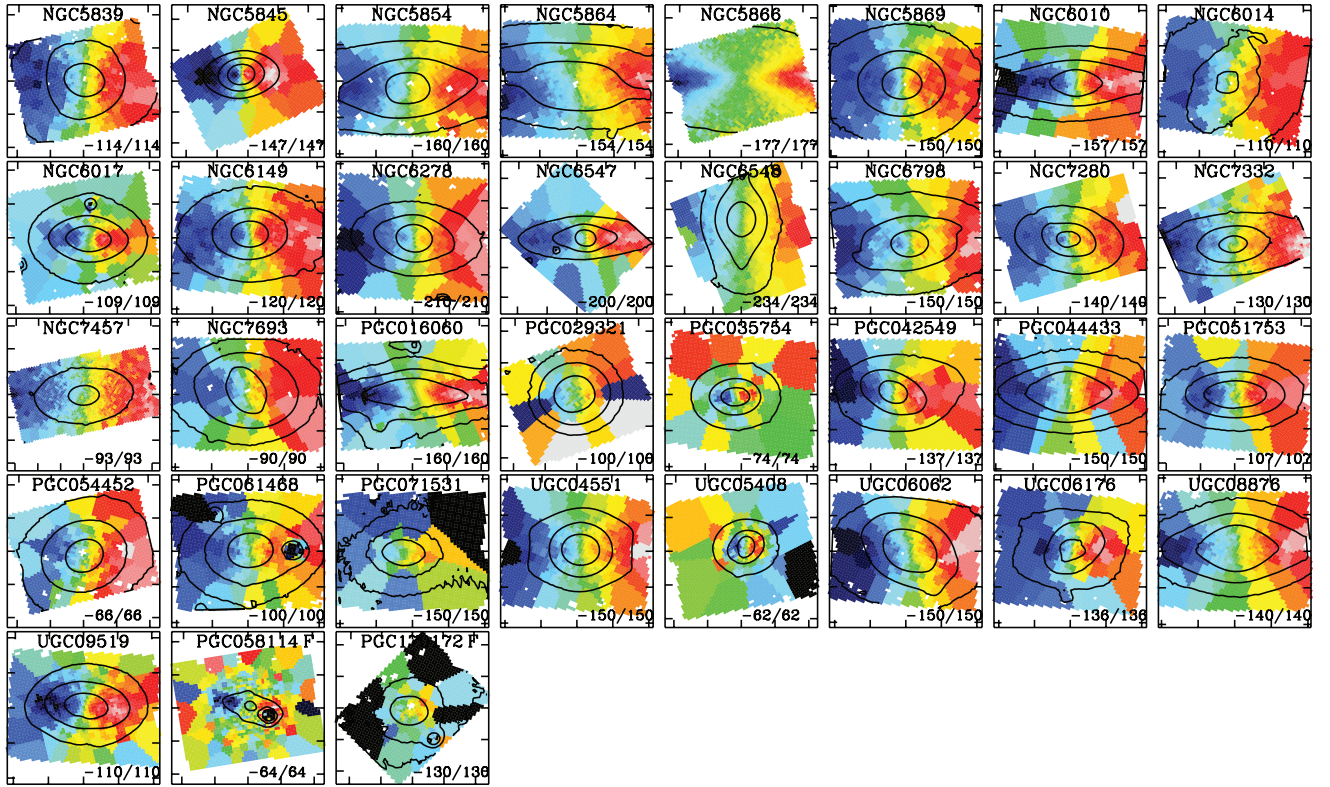 NGC5839 NGC5845 NGC5854 NGC5864 NGC5866 NGC5869 NGC6010 NGC6014
-114/114 -147/147 -160/160 -154/154 -177/177 -150/150 -157/157 -110/110
NGC6017 NGC6149 NGC6278 NGC6547 NGC6548 NGC6798 NGC7280 NGC7332
-109/109 -120/120 -210/210 -200/200 -234/234 -150/150 -140/140 -130/130
NGC7457 NGC7693 PGC016060 PGC029321 PGC035754 PGC042549 PGC044433 PGC051753
-93/93 -90/90 -160/160 -100/100 -74/74 -137/137 -150/150 -107/107
PGC054452 PGC061468 PGC071531 UGC04551 UGC05408 UGC06062 UGC06176 UGC08876
-66/66 -100/100 -150/150 -150/150 -62/62 -150/150 -136/136 -140/140
UGC09519 PGC058114 F F
-110/110 -64/64 -130/130